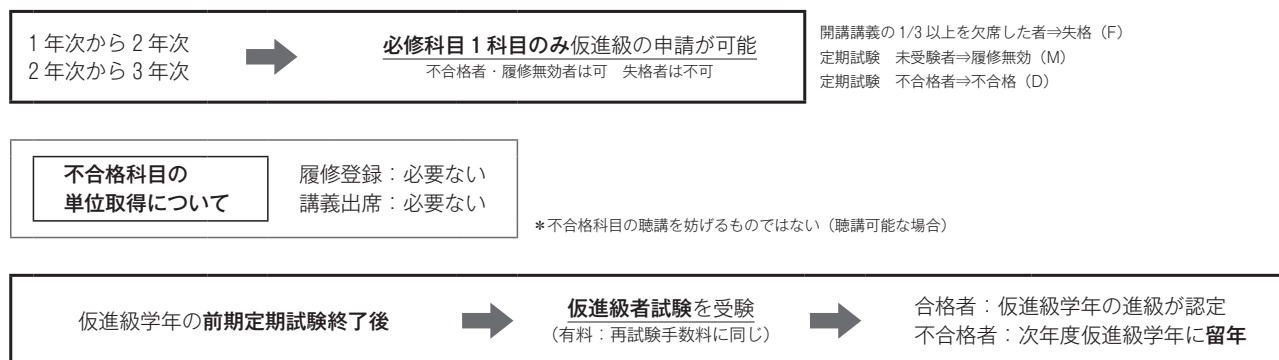 1年次から2年次
2年次から3年次
必修科目1科目のみ仮進級の申請が可能
不合格者・履修無効者は可　失格者は不可
開講講義の1/3以上を欠席した者⇒失格（F）
定期試験　未受験者⇒履修無効（M）
定期試験　不合格者⇒不合格（D）
不合格科目の
単位取得について
履修登録：必要ない
講義出席：必要ない
＊不合格科目の聴講を妨げるものではない（聴講可能な場合）
仮進級学年の前期定期試験終了後
仮進級者試験を受験
（有料：再試験手数料に同じ）
合格者：仮進級学年の進級が認定
不合格者：次年度仮進級学年に留年